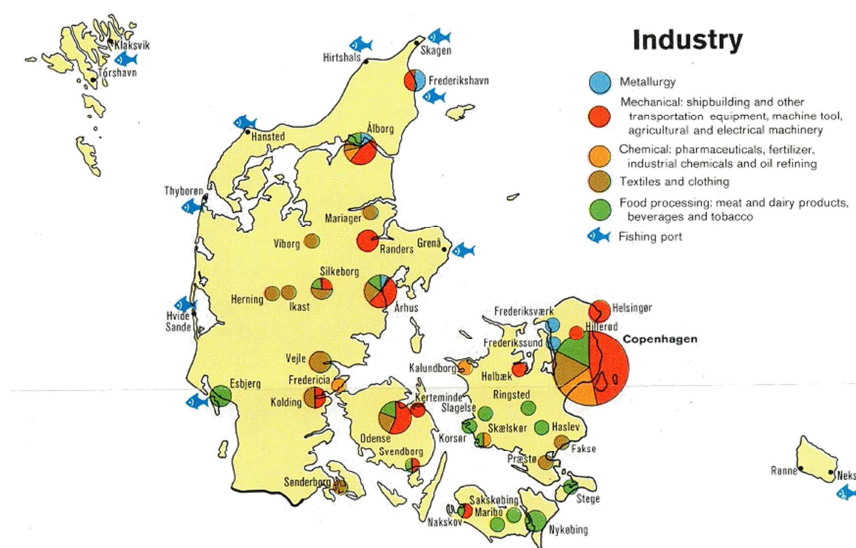 Industry
Metallurgy
Mechanical: shipbuilding and other
transportation equipment, machine tool,
agricultural and electrical machinery
Chemical: pharmaceuticals, fertilizer,
industrial chemicals and oil refining
Textiles and clothing
Food processing: meat and dairy products,
beverages and tobacco
Fishing port
Klaksvik
Tórshavn
Skagen
Hirtshals
Frederikshavn
Hansted
Ålborg
Thyborøn
Mariager
Viborg
Randers
Grenå
Silkeborg
Herning
Ikast
Århus
Hvide
Sande
Frederiksværk
Helsingør
Hillerød
Frederikssund
Copenhagen
Vejle
Kalundborg
Holbæk
Fredericia
Esbjerg
Kolding
Kerteminde
Ringsted
Slagelse
Skælskør
Haslev
Odense
Korsør
Fakse
Svendborg
Præstø
Sønderborg
Stege
Sakskøbing
Maribo
Nakskov
Nykøbing
Rønne
Neks